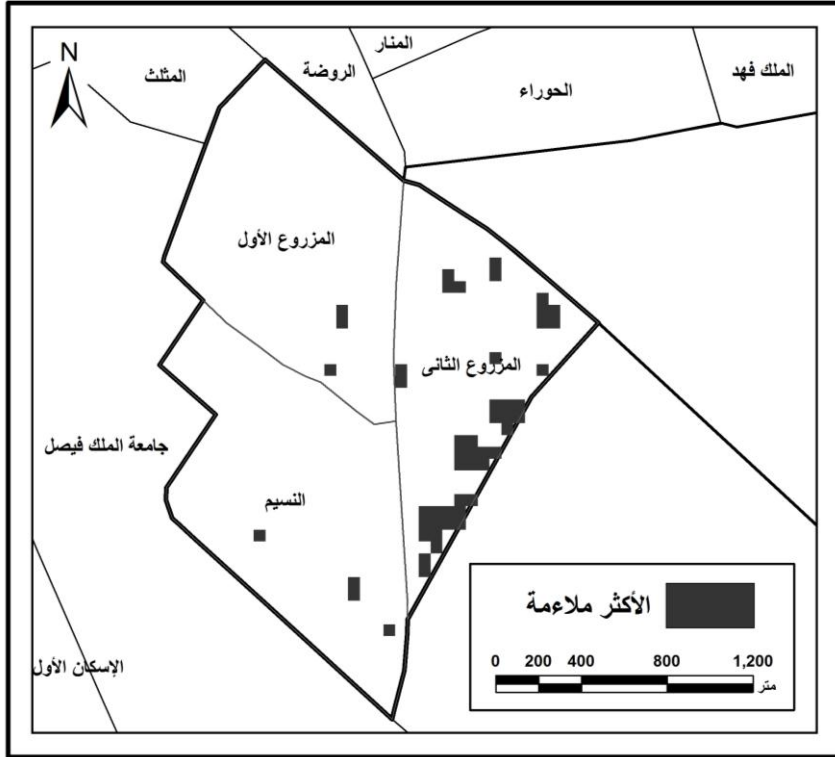 المنار
الملك فهد
الروضة
المثلث
الحوراء
N
المزروع الأول
المزروع الثانى
جامعة الملك فيصل
النسيم
الأكثر ملاءمة
0 200 400 800 1,200
متر
الإسكان الأول